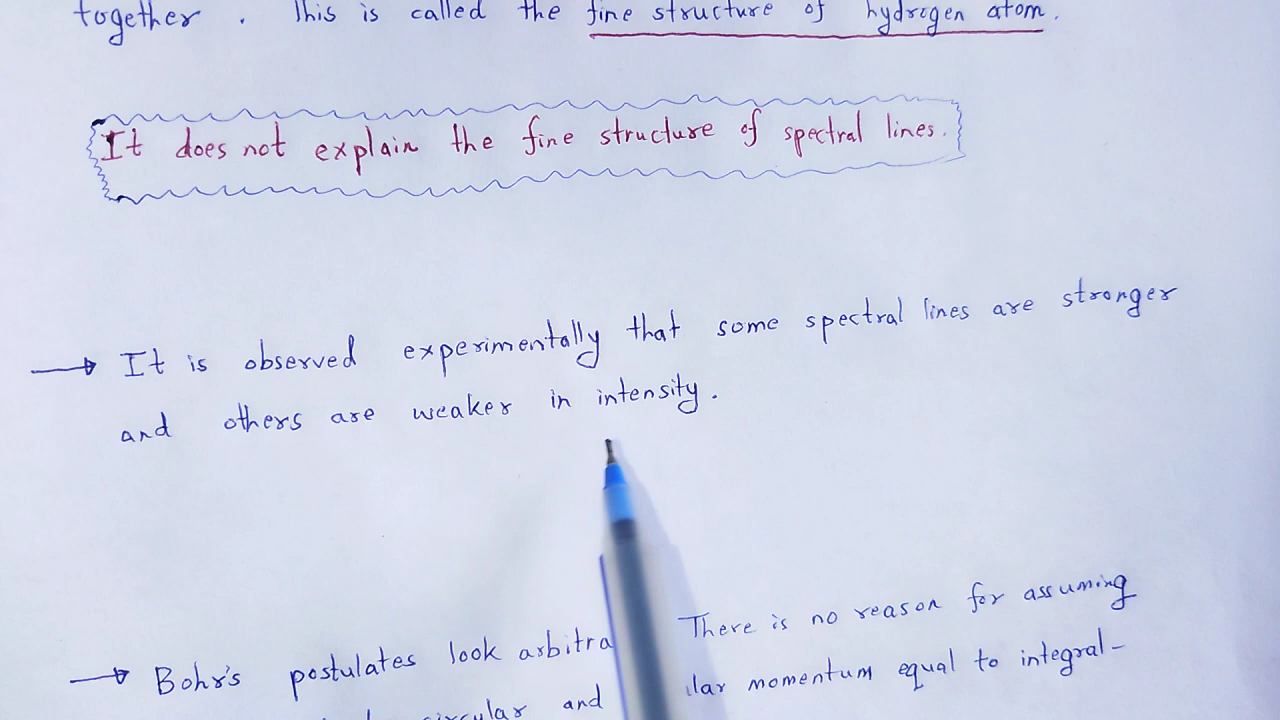 together. This is called the fine structure of hydrogen atom.
It does not explain the fine structure of spectral lines.
→ It is observed experimentally that some spectral lines are stronger
and others are weaker in intensity.
→ Bohr's postulates look arbitra There is no reason for assuming
circular and lar momentum equal to integral-